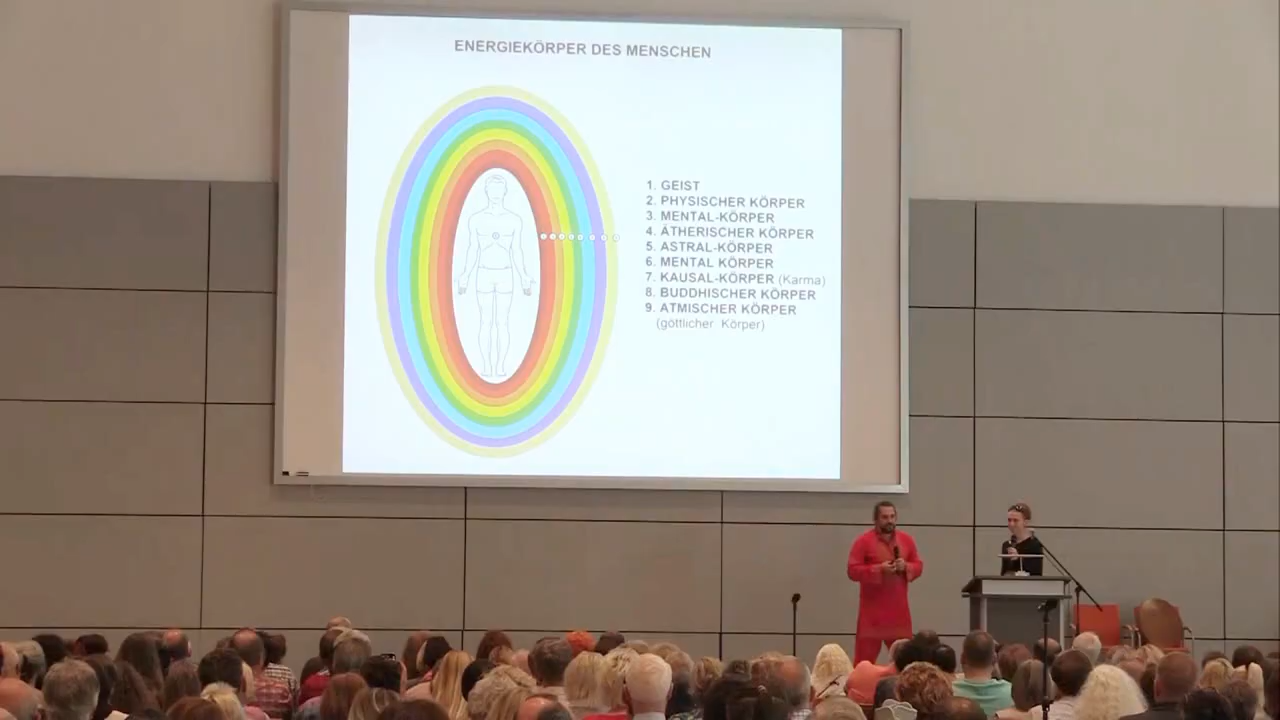 ENERGIEKÖRPER DES MENSCHEN
1. GEIST
2. PHYSISCHER KÖRPER
3. MENTAL-KÖRPER
4. ÄTHERISCHER KÖRPER
5. ASTRAL-KÖRPER
6. MENTAL KÖRPER
7. KAUSAL-KÖRPER (Karma)
8. BUDDHISCHER KÖRPER
9. ATMISCHER KÖRPER
(göttlicher Körper)